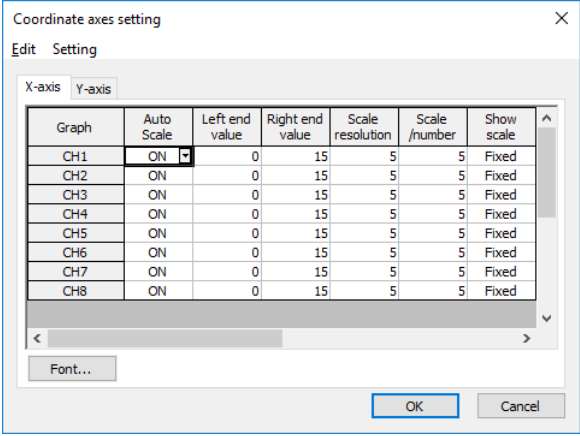 Coordinate axes setting
Edit Setting
X-axis Y-axis
Graph Auto Scale Left end value Right end value Scale resolution Scale /number Show scale
CH1 ON 0 15 5 5 Fixed
CH2 ON 0 15 5 5 Fixed
CH3 ON 0 15 5 5 Fixed
CH4 ON 0 15 5 5 Fixed
CH5 ON 0 15 5 5 Fixed
CH6 ON 0 15 5 5 Fixed
CH7 ON 0 15 5 5 Fixed
CH8 ON 0 15 5 5 Fixed
Font...
OK Cancel